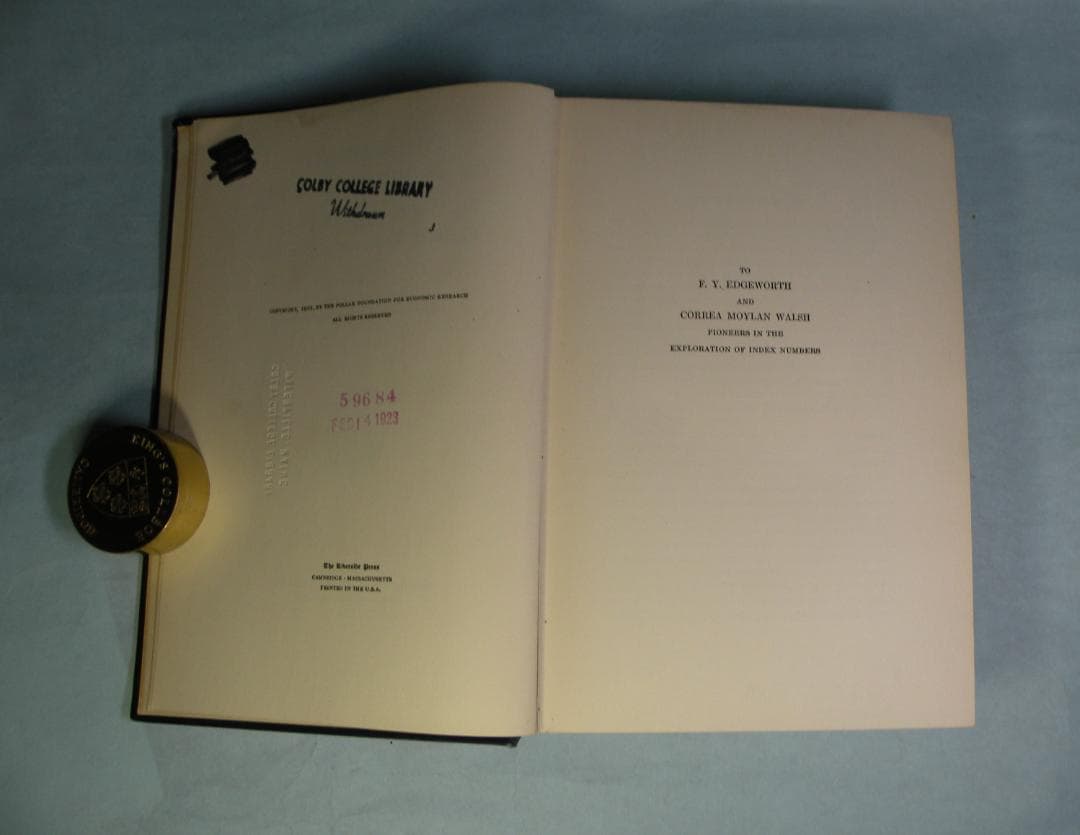 COLBY COLLEGE LIBRARY
Withdrawn
COPYRIGHT, 1922, BY THE POLLAK FOUNDATION FOR ECONOMIC RESEARCH
ALL RIGHTS RESERVED
59684
FEB 14 1923
The Riverside Press
CAMBRIDGE · MASSACHUSETTS
PRINTED IN THE U.S.A.
KING'S COLLEGE
CAMBRIDGE
TO
F. Y. EDGEWORTH
AND
CORREA MOYLAN WALSH
PIONEERS IN THE
EXPLORATION OF INDEX NUMBERS